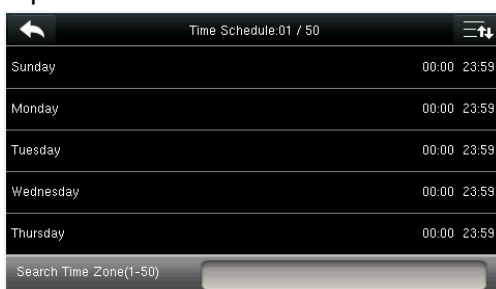 Time Schedule:01 / 50
Sunday 00:00 23:59
Monday 00:00 23:59
Tuesday 00:00 23:59
Wednesday 00:00 23:59
Thursday 00:00 23:59
Search Time Zone(1-50)